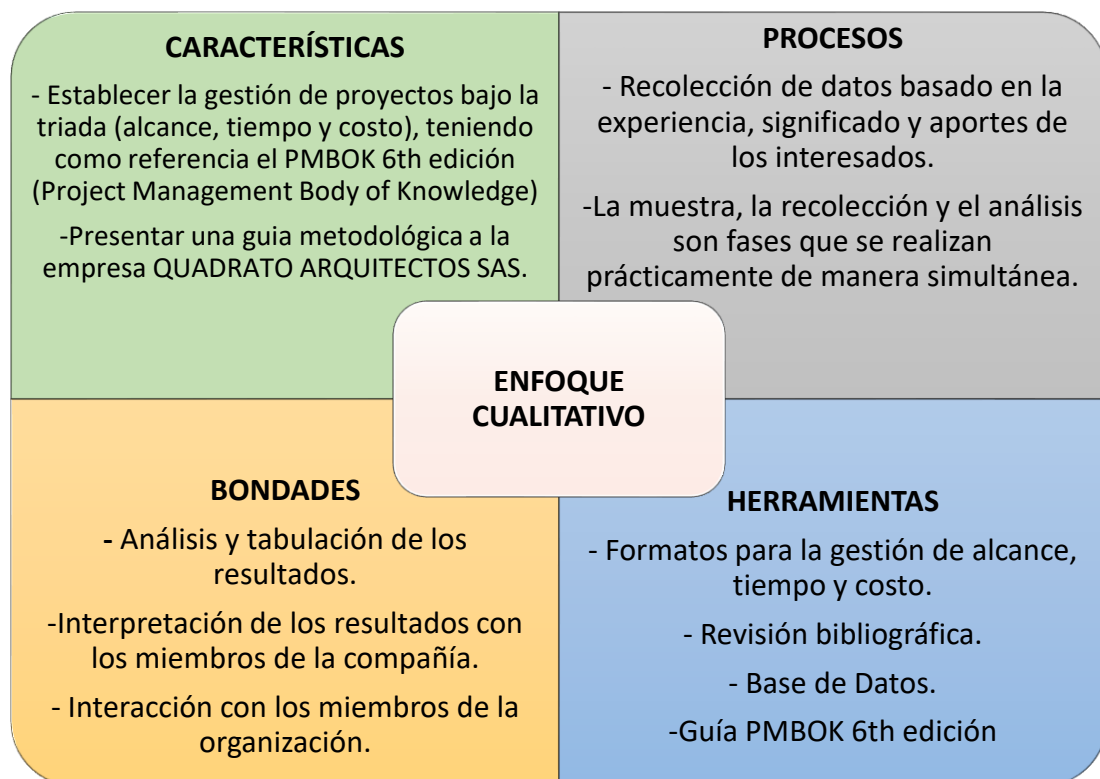 CARACTERÍSTICAS
- Establecer la gestión de proyectos bajo la
triada (alcance, tiempo y costo), teniendo
como referencia el PMBOK 6th edición
(Project Management Body of Knowledge)
-Presentar una guia metodológica a la
empresa QUADRATO ARQUITECTOS SAS.
PROCESOS
- Recolección de datos basado en la
experiencia, significado y aportes de
los interesados.
-La muestra, la recolección y el análisis
son fases que se realizan
prácticamente de manera simultánea.
ENFOQUE
CUALITATIVO
BONDADES
- Análisis y tabulación de los
resultados.
-Interpretación de los resultados con
los miembros de la compañía.
- Interacción con los miembros de la
organización.
HERRAMIENTAS
- Formatos para la gestión de alcance,
tiempo y costo.
- Revisión bibliográfica.
- Base de Datos.
-Guía PMBOK 6th edición